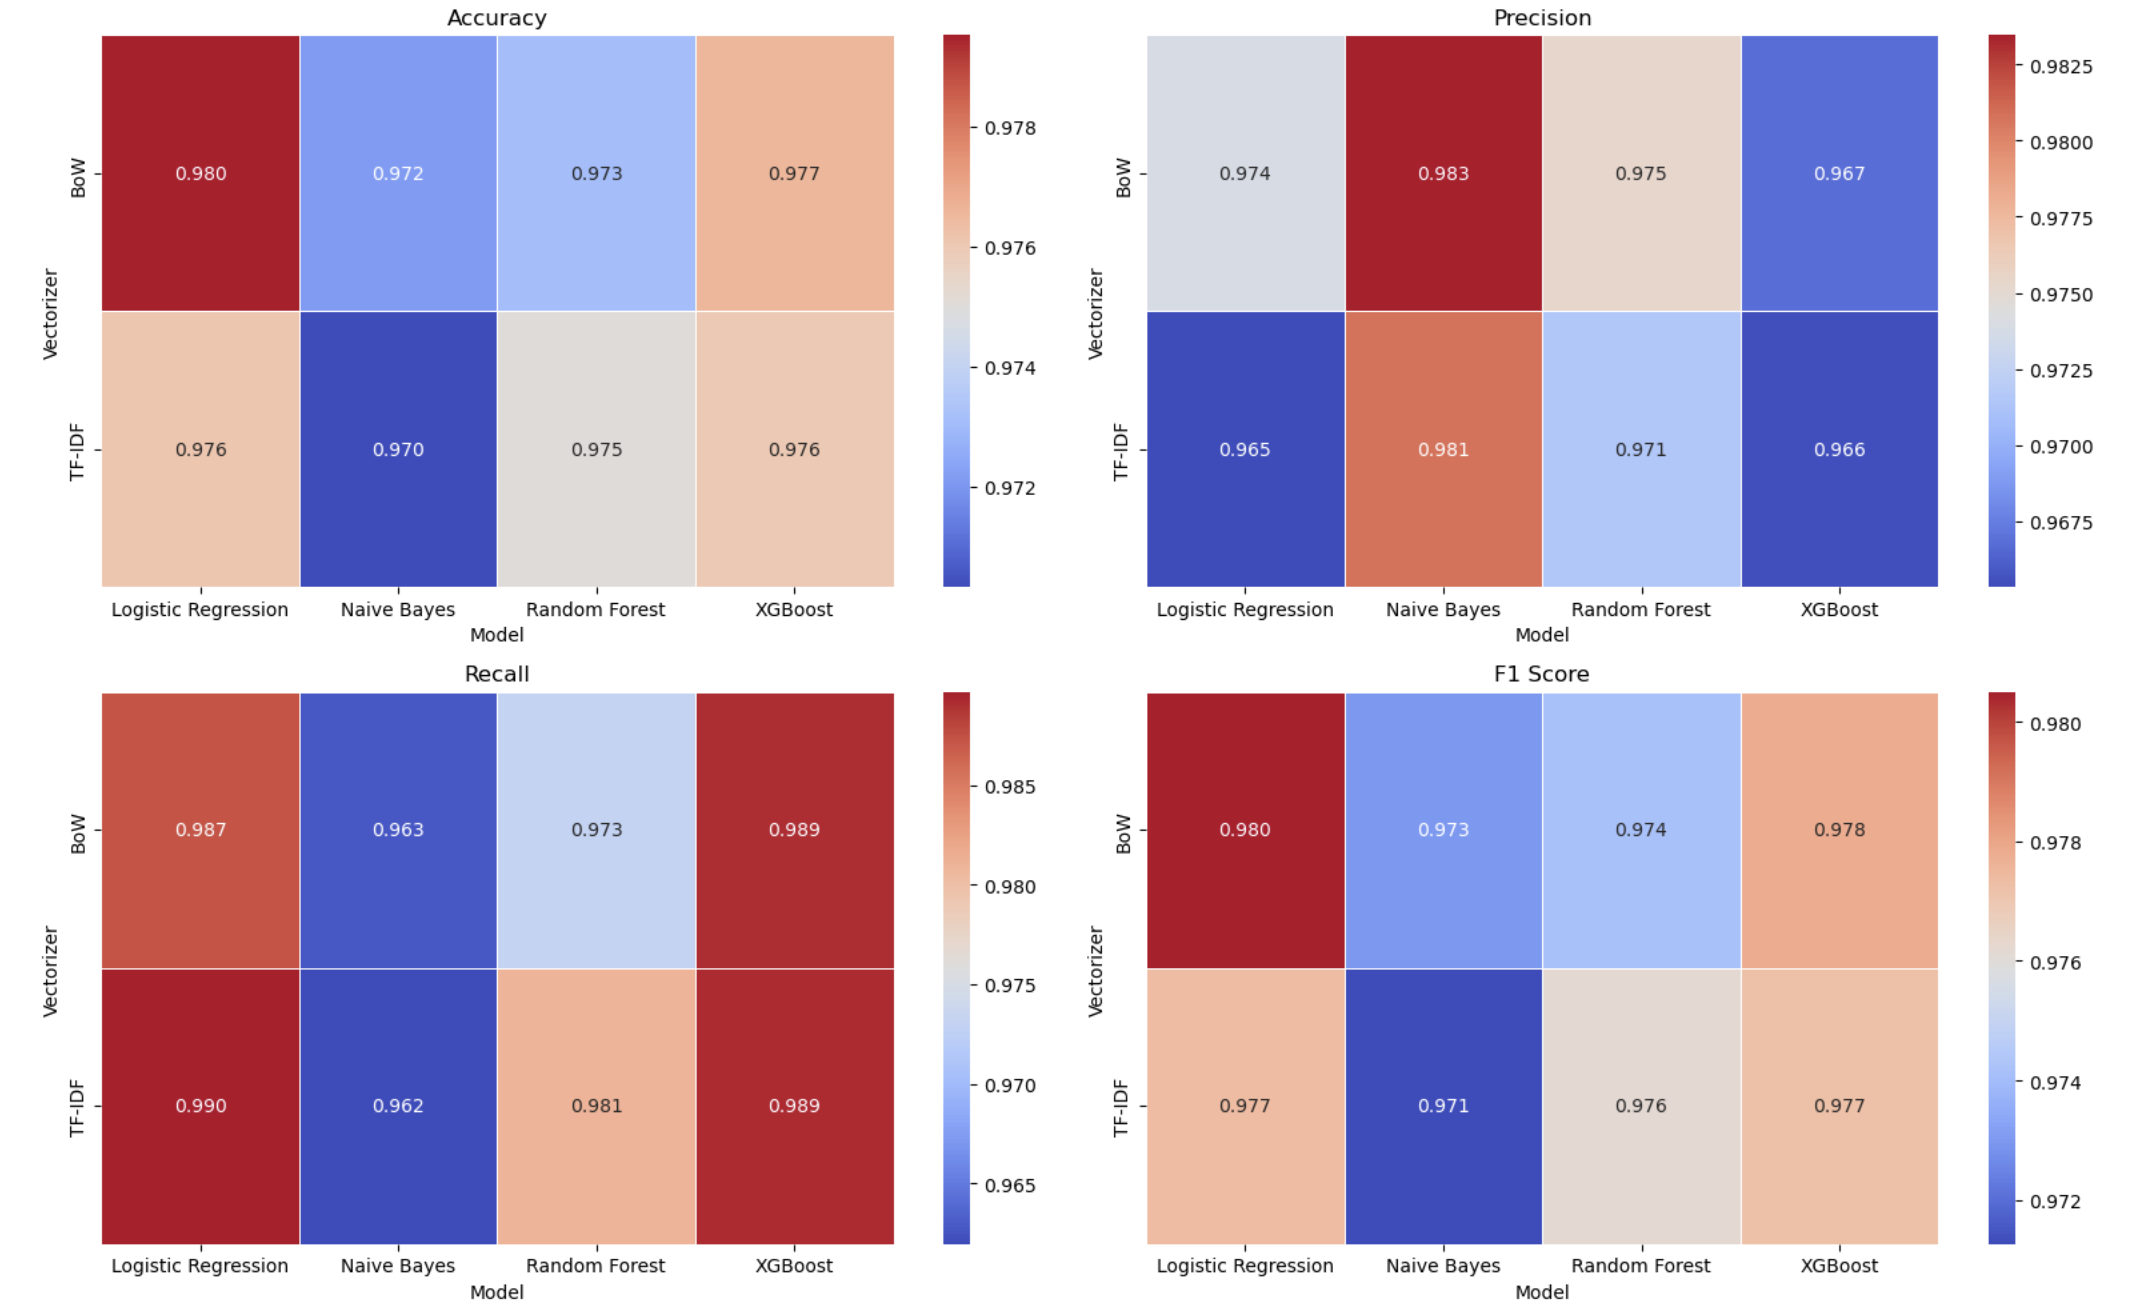 Accuracy
Vectorizer
BoW
TF-IDF
0.980 0.972 0.973 0.977
0.976 0.970 0.975 0.976
Logistic Regression Naive Bayes Random Forest XGBoost
Model
0.978
0.976
0.974
0.972
Precision
Vectorizer
BoW
TF-IDF
0.974 0.983 0.975 0.967
0.965 0.981 0.971 0.966
Logistic Regression Naive Bayes Random Forest XGBoost
Model
0.9825
0.9800
0.9775
0.9750
0.9725
0.9700
0.9675
Recall
Vectorizer
BoW
TF-IDF
0.987 0.963 0.973 0.989
0.990 0.962 0.981 0.989
Logistic Regression Naive Bayes Random Forest XGBoost
Model
0.985
0.980
0.975
0.970
0.965
F1 Score
Vectorizer
BoW
TF-IDF
0.980 0.973 0.974 0.978
0.977 0.971 0.976 0.977
Logistic Regression Naive Bayes Random Forest XGBoost
Model
0.980
0.978
0.976
0.974
0.972